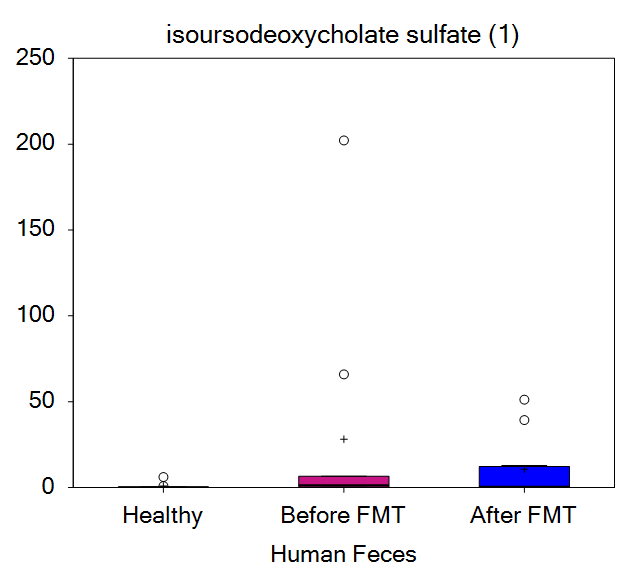 isoursodeoxycholate sulfate (1)
250
200
150
100
50
0
Healthy Before FMT After FMT
Human Feces